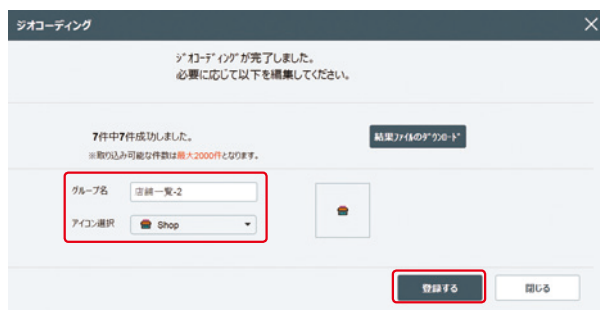 ジオコーディング
ジオコーディングが完了しました。
必要に応じて以下を編集してください。
7件中7件成功しました。
結果ファイルのダウンロード
※取り込み可能な件数は最大2000件となります。
グループ名 店舗一覧-2
アイコン選択 Shop
登録する 閉じる